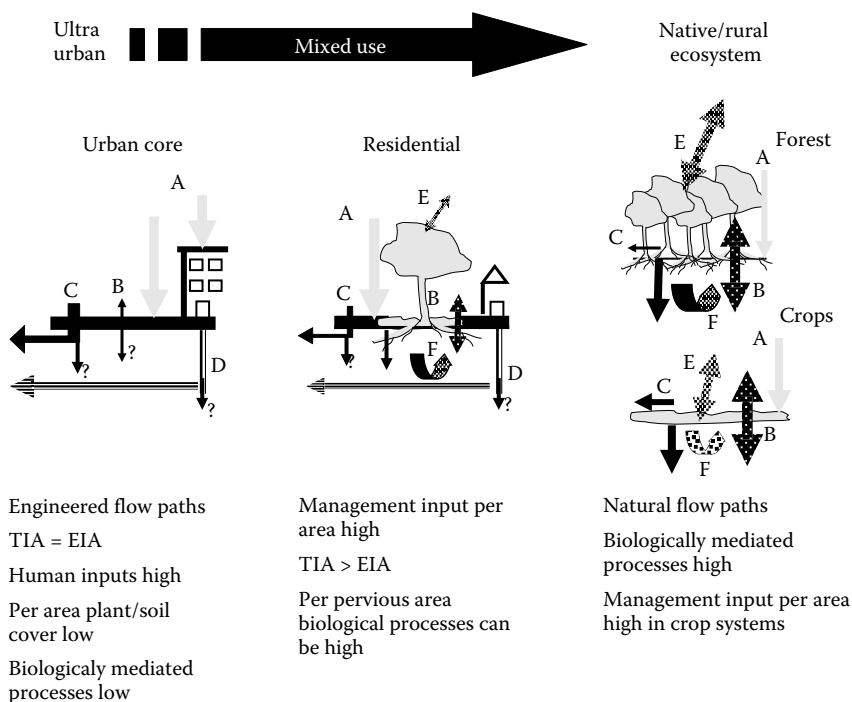 Ultra
urban
Mixed use
Native/rural
ecosystem
Urban core
A
C
B
?
?
D
?
Residential
E
A
C
B
?
F
D
?
E
A
Forest
C
B
F
Crops
A
E
C
B
F
Engineered flow paths
TIA = EIA
Human inputs high
Per area plant/soil
cover low
Biologicaly mediated
processes low
Management input per
area high
TIA > EIA
Per pervious area
biological processes can
be high
Natural flow paths
Biologically mediated
processes high
Management input per area
high in crop systems